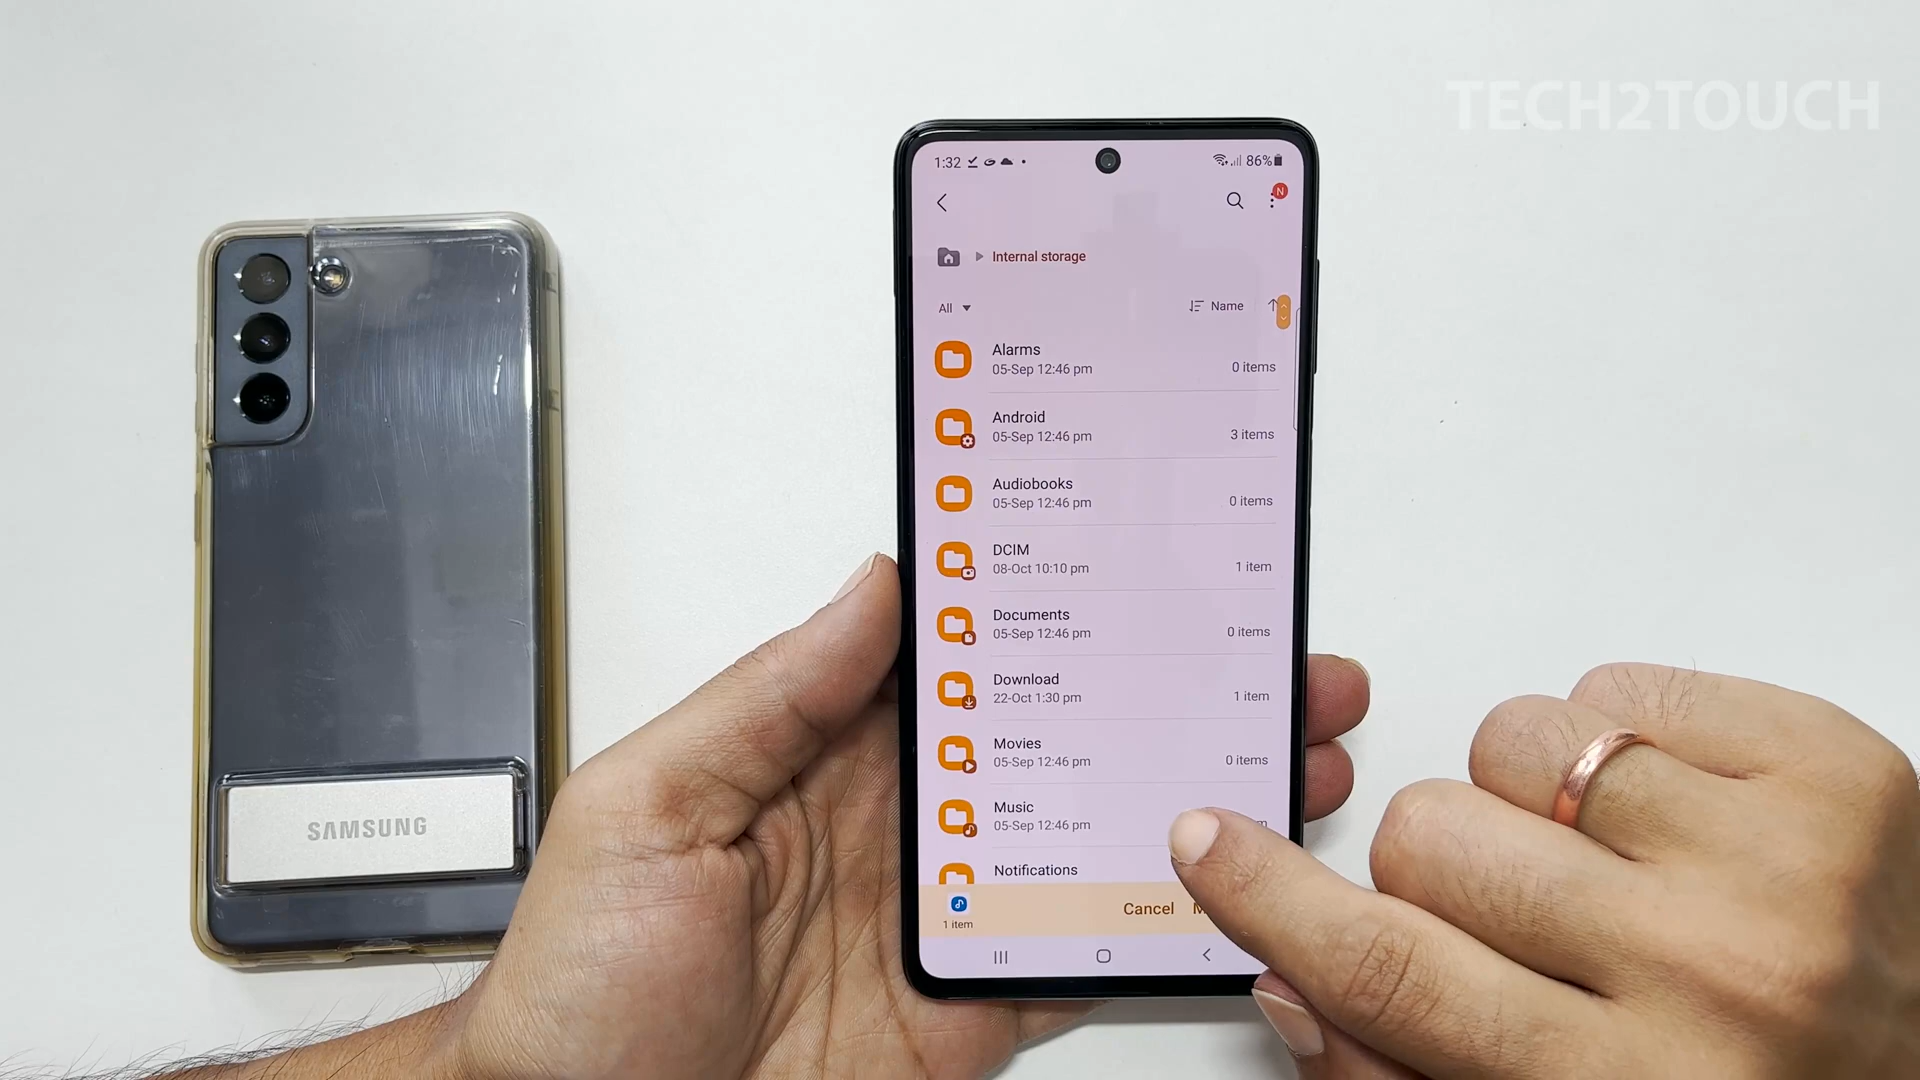 TECH2TOUCH
1:32 86%
N
Internal storage
All Name
Alarms
05-Sep 12:46 pm 0 items
Android
05-Sep 12:46 pm 3 items
Audiobooks
05-Sep 12:46 pm 0 items
DCIM
08-Oct 10:10 pm 1 item
Documents
05-Sep 12:46 pm 0 items
Download
22-Oct 1:30 pm 1 item
Movies
05-Sep 12:46 pm 0 items
Music
05-Sep 12:46 pm
Notifications
1 item
Cancel
SAMSUNG